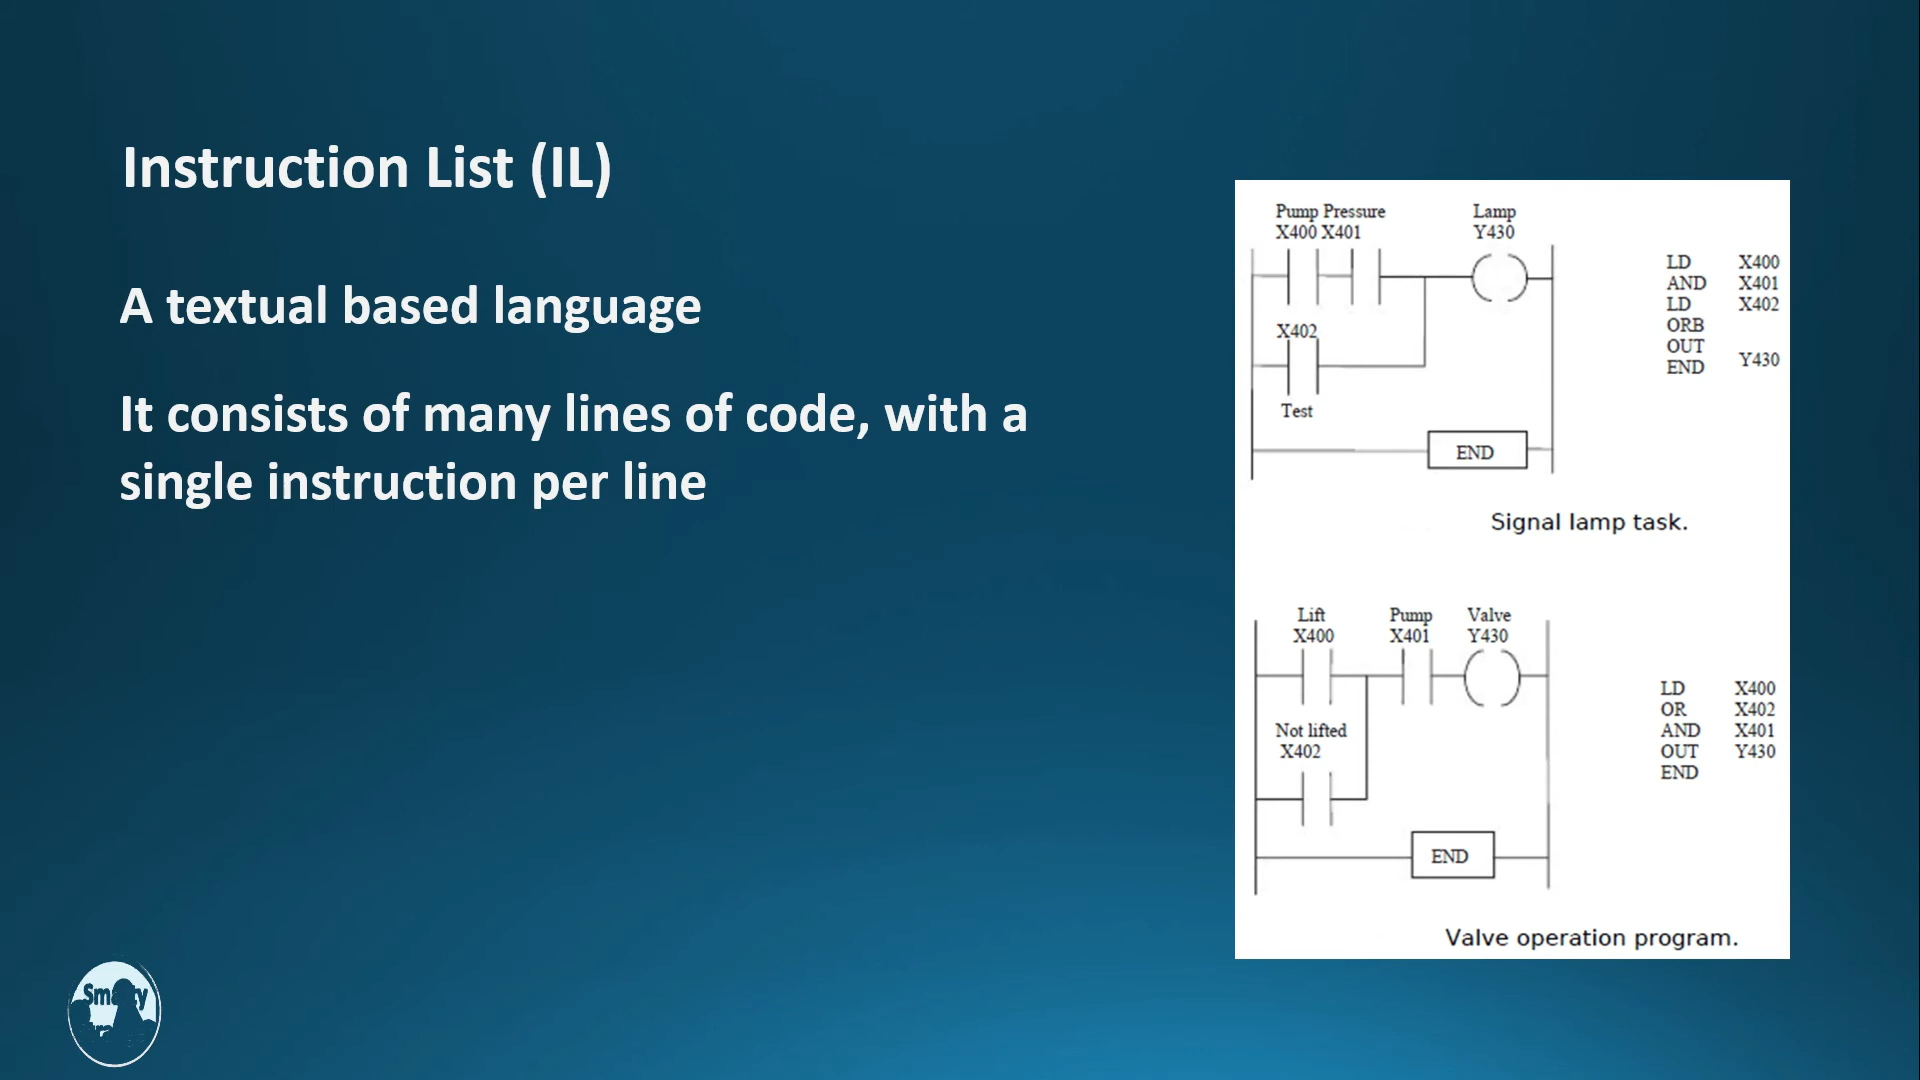 Instruction List (IL)
A textual based language
It consists of many lines of code, with a
single instruction per line
Pump Pressure
X400 X401
Lamp
Y430
X402
Test
END
LD X400
AND X401
LD X402
ORB
OUT
END Y430
Signal lamp task.
Lift
X400
Pump
X401
Valve
Y430
Not lifted
X402
END
LD X400
OR X402
AND X401
OUT Y430
END
Valve operation program.